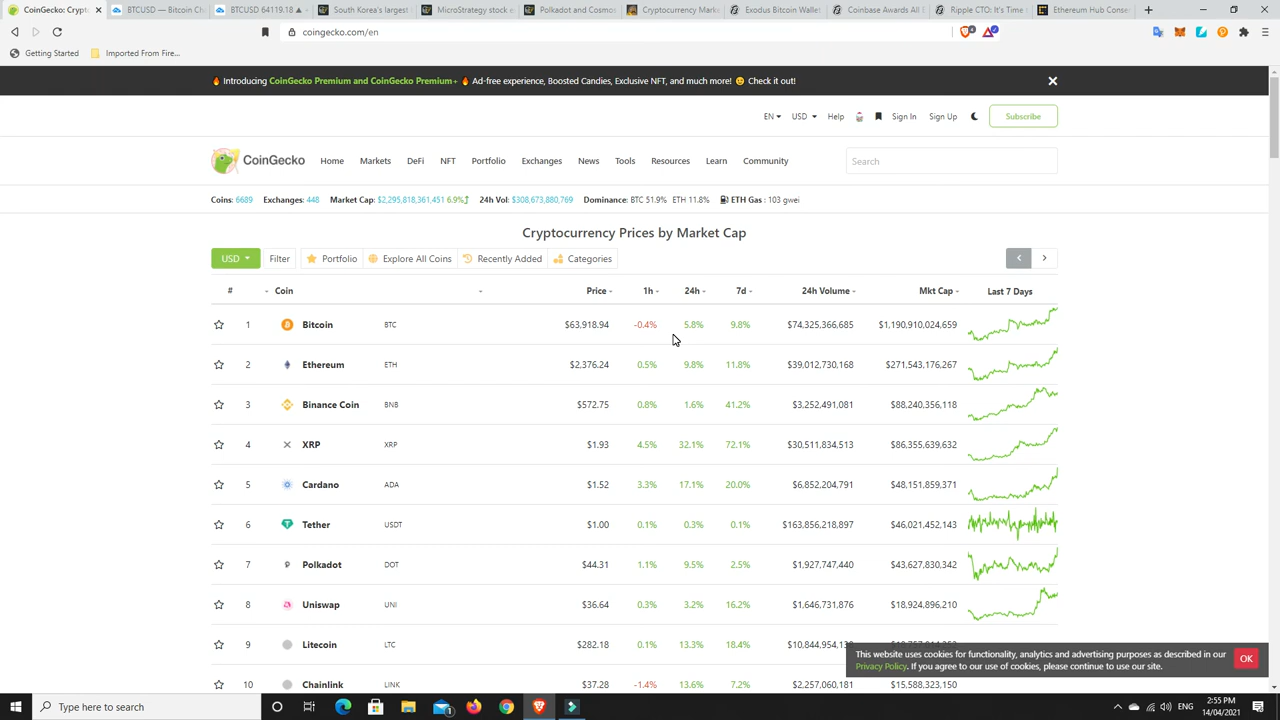 CoinGecko: Crypto
BTCUSD — Bitcoin Ch
BTCUSD 64119.18 ▲
South Korea's largest
MicroStrategy stock e
Polkadot and Cosmos
Cryptocurrency Mark
Exodus Bitcoin Wallet
Coinbase Awards All
Ripple CTO: It's Time
Ethereum Hub Conse
coingecko.com/en
Getting Started
Imported From Fire...
Introducing CoinGecko Premium and CoinGecko Premium+ Ad-free experience, Boosted Candies, Exclusive NFT, and much more! Check it out!
EN USD Help Sign In Sign Up Subscribe
CoinGecko Home Markets DeFi NFT Portfolio Exchanges News Tools Resources Learn Community Search
Coins: 6689 Exchanges: 448 Market Cap: $2,295,818,361,451 6.9% 24h Vol: $308,673,880,769 Dominance: BTC 51.9% ETH 11.8% ETH Gas : 103 gwei
Cryptocurrency Prices by Market Cap
USD Filter Portfolio Explore All Coins Recently Added Categories
# Coin Price 1h 24h 7d 24h Volume Mkt Cap Last 7 Days
1 Bitcoin BTC $63,918.94 -0.4% 5.8% 9.8% $74,325,366,685 $1,190,910,024,659
2 Ethereum ETH $2,376.24 0.5% 9.8% 11.8% $39,012,730,168 $271,543,176,267
3 Binance Coin BNB $572.75 0.8% 1.6% 41.2% $3,252,491,081 $88,240,356,118
4 XRP XRP $1.93 4.5% 32.1% 72.1% $30,511,834,513 $86,355,639,632
5 Cardano ADA $1.52 3.3% 17.1% 20.0% $6,852,204,791 $48,151,859,371
6 Tether USDT $1.00 0.1% 0.3% 0.1% $163,856,218,897 $46,021,452,143
7 Polkadot DOT $44.31 1.1% 9.5% 2.5% $1,927,747,440 $43,627,830,342
8 Uniswap UNI $36.64 0.3% 3.2% 16.2% $1,646,731,876 $18,924,896,210
9 Litecoin LTC $282.18 0.1% 13.3% 18.4% $10,844,954,13
10 Chainlink LINK $37.28 -1.4% 13.6% 7.2% $2,257,060,181 $15,588,323,150
This website uses cookies for functionality, analytics and advertising purposes as described in our
Privacy Policy. If you agree to our use of cookies, please continue to use our site.
OK
Type here to search
ENG
2:55 PM
14/04/2021